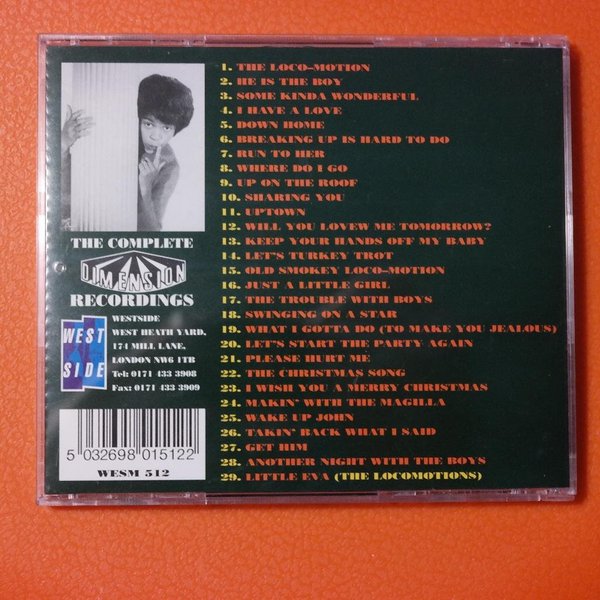 1. THE LOCO-MOTION
2. HE IS THE BOY
3. SOME KINDA WONDERFUL
4. I HAVE A LOVE
5. DOWN HOME
6. BREAKING UP IS HARD TO DO
7. RUN TO HER
8. WHERE DO I GO
9. UP ON THE ROOF
10. SHARING YOU
11. UPTOWN
12. WILL YOU LOVEW ME TOMORROW?
13. KEEP YOUR HANDS OFF MY BABY
14. LET'S TURKEY TROT
15. OLD SMOKEY LOCO-MOTION
16. JUST A LITTLE GIRL
17. THE TROUBLE WITH BOYS
18. SWINGING ON A STAR
19. WHAT I GOTTA DO (TO MAKE YOU JEALOUS)
20. LET'S START THE PARTY AGAIN
21. PLEASE HURT ME
22. THE CHRISTMAS SONG
23. I WISH YOU A MERRY CHRISTMAS
24. MAKIN' WITH THE MAGILLA
25. WAKE UP JOHN
26. TAKIN' BACK WHAT I SAID
27. GET HIM
28. ANOTHER NIGHT WITH THE BOYS
29. LITTLE EVA (THE LOCOMOTIONS)
THE COMPLETE
DIMENSION
RECORDINGS
WEST
SIDE
WESTSIDE
WEST HEATH YARD,
174 MILL LANE,
LONDON NW6 1TB
Tel: 0171 433 3908
Fax: 0171 433 3909
5 032698 015122
WESM 512